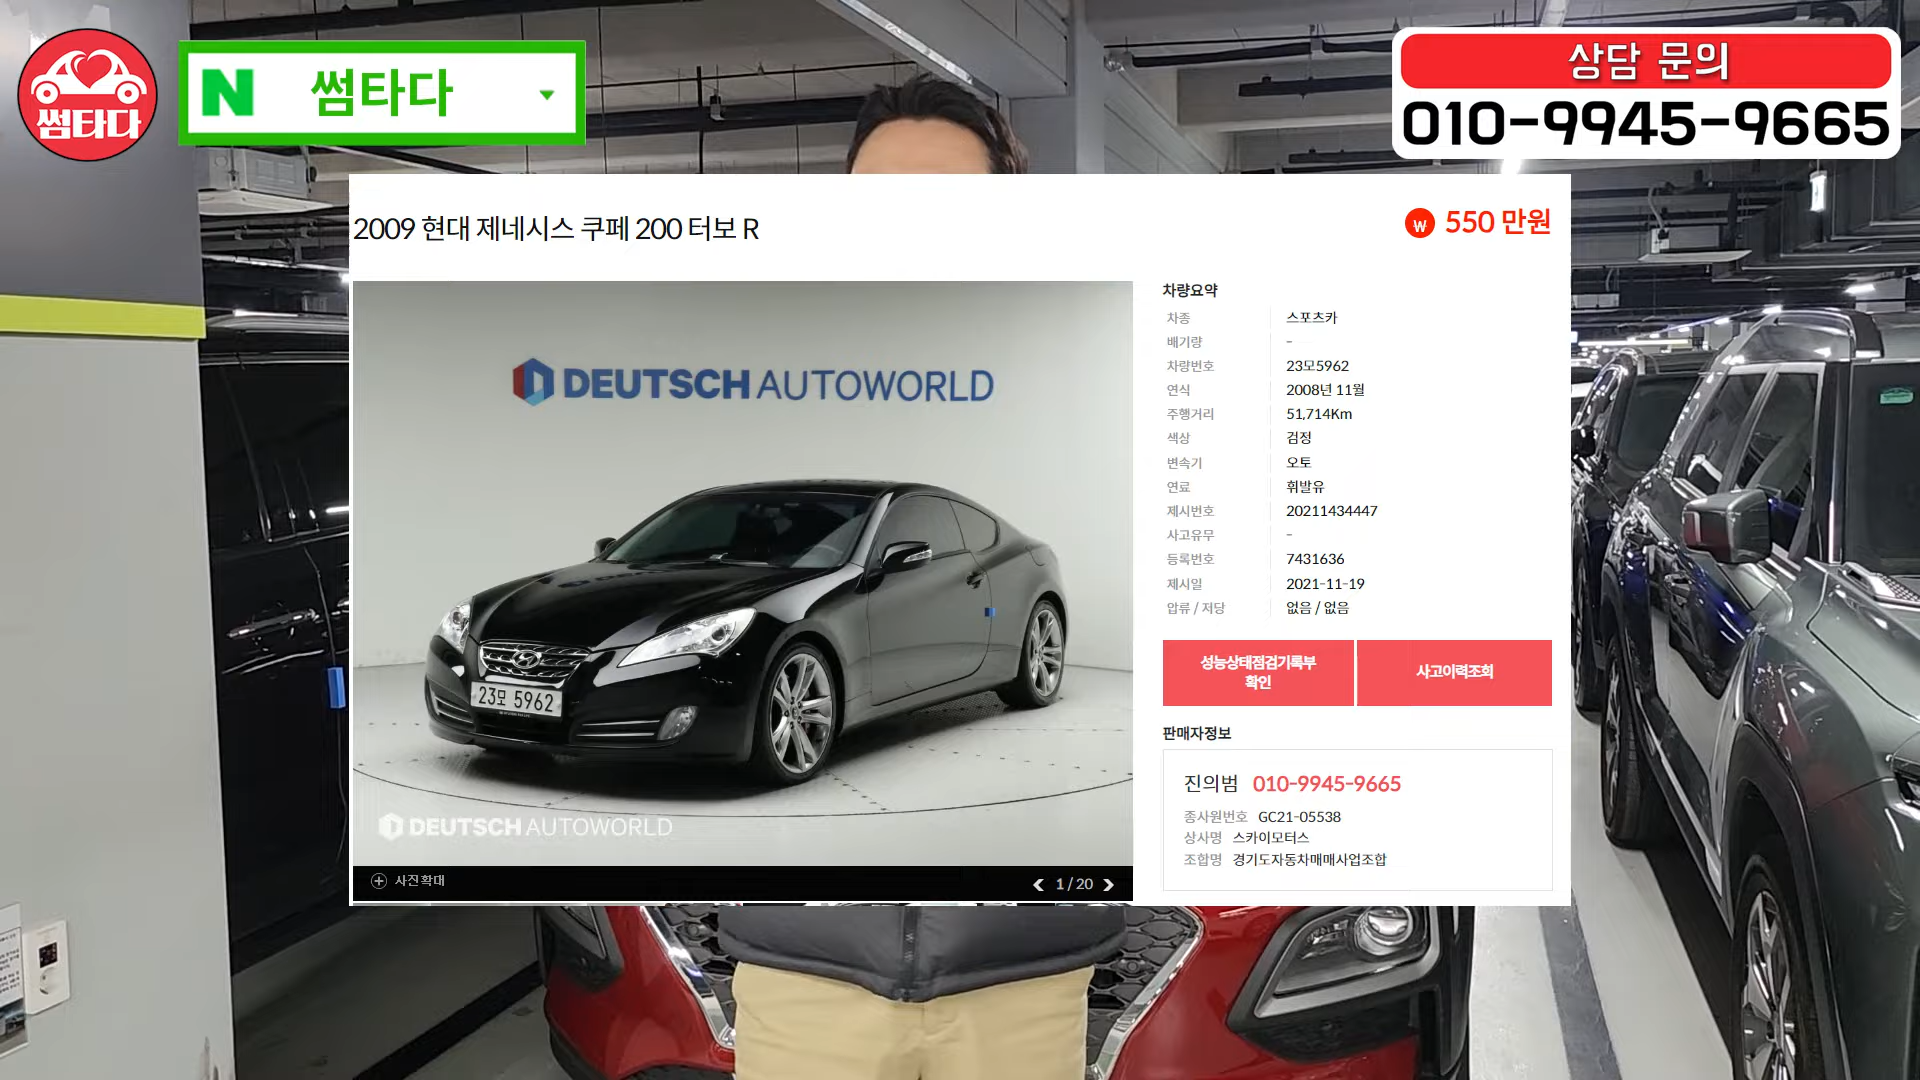 썸타다
N 썸타다
상담 문의
010-9945-9665
2009 현대 제네시스 쿠페 200 터보 R
₩ 550 만원
DEUTSCH AUTOWORLD
23모 5962
DEUTSCH AUTOWORLD
사진확대
1 / 20
차량요약
차종 스포츠카
배기량 -
차량번호 23모5962
연식 2008년 11월
주행거리 51,714Km
색상 검정
변속기 오토
연료 휘발유
제시번호 20211434447
사고유무 -
등록번호 7431636
제시일 2021-11-19
압류 / 저당 없음 / 없음
성능상태점검기록부
확인
사고이력조회
판매자정보
진의범 010-9945-9665
종사원번호 GC21-05538
상사명 스카이모터스
조합명 경기도자동차매매사업조합